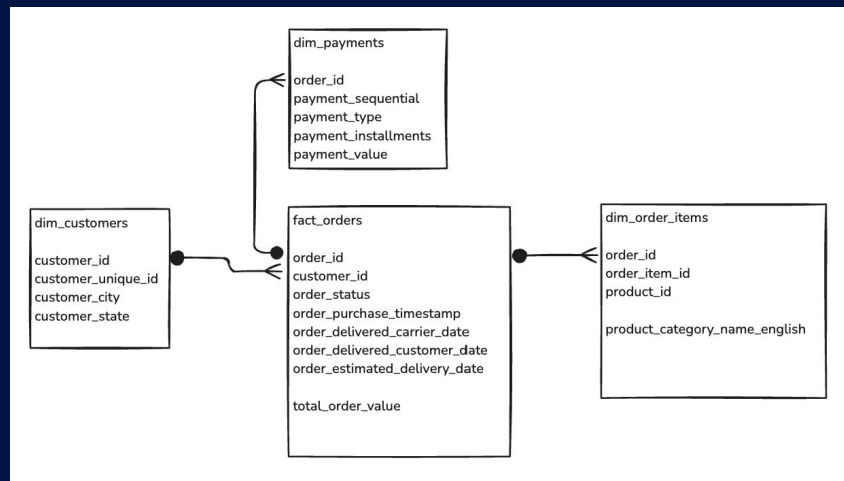 dim_payments
order_id
payment_sequential
payment_type
payment_installments
payment_value
dim_customers
customer_id
customer_unique_id
customer_city
customer_state
fact_orders
order_id
customer_id
order_status
order_purchase_timestamp
order_delivered_carrier_date
order_delivered_customer_date
order_estimated_delivery_date
total_order_value
dim_order_items
order_id
order_item_id
product_id
product_category_name_english